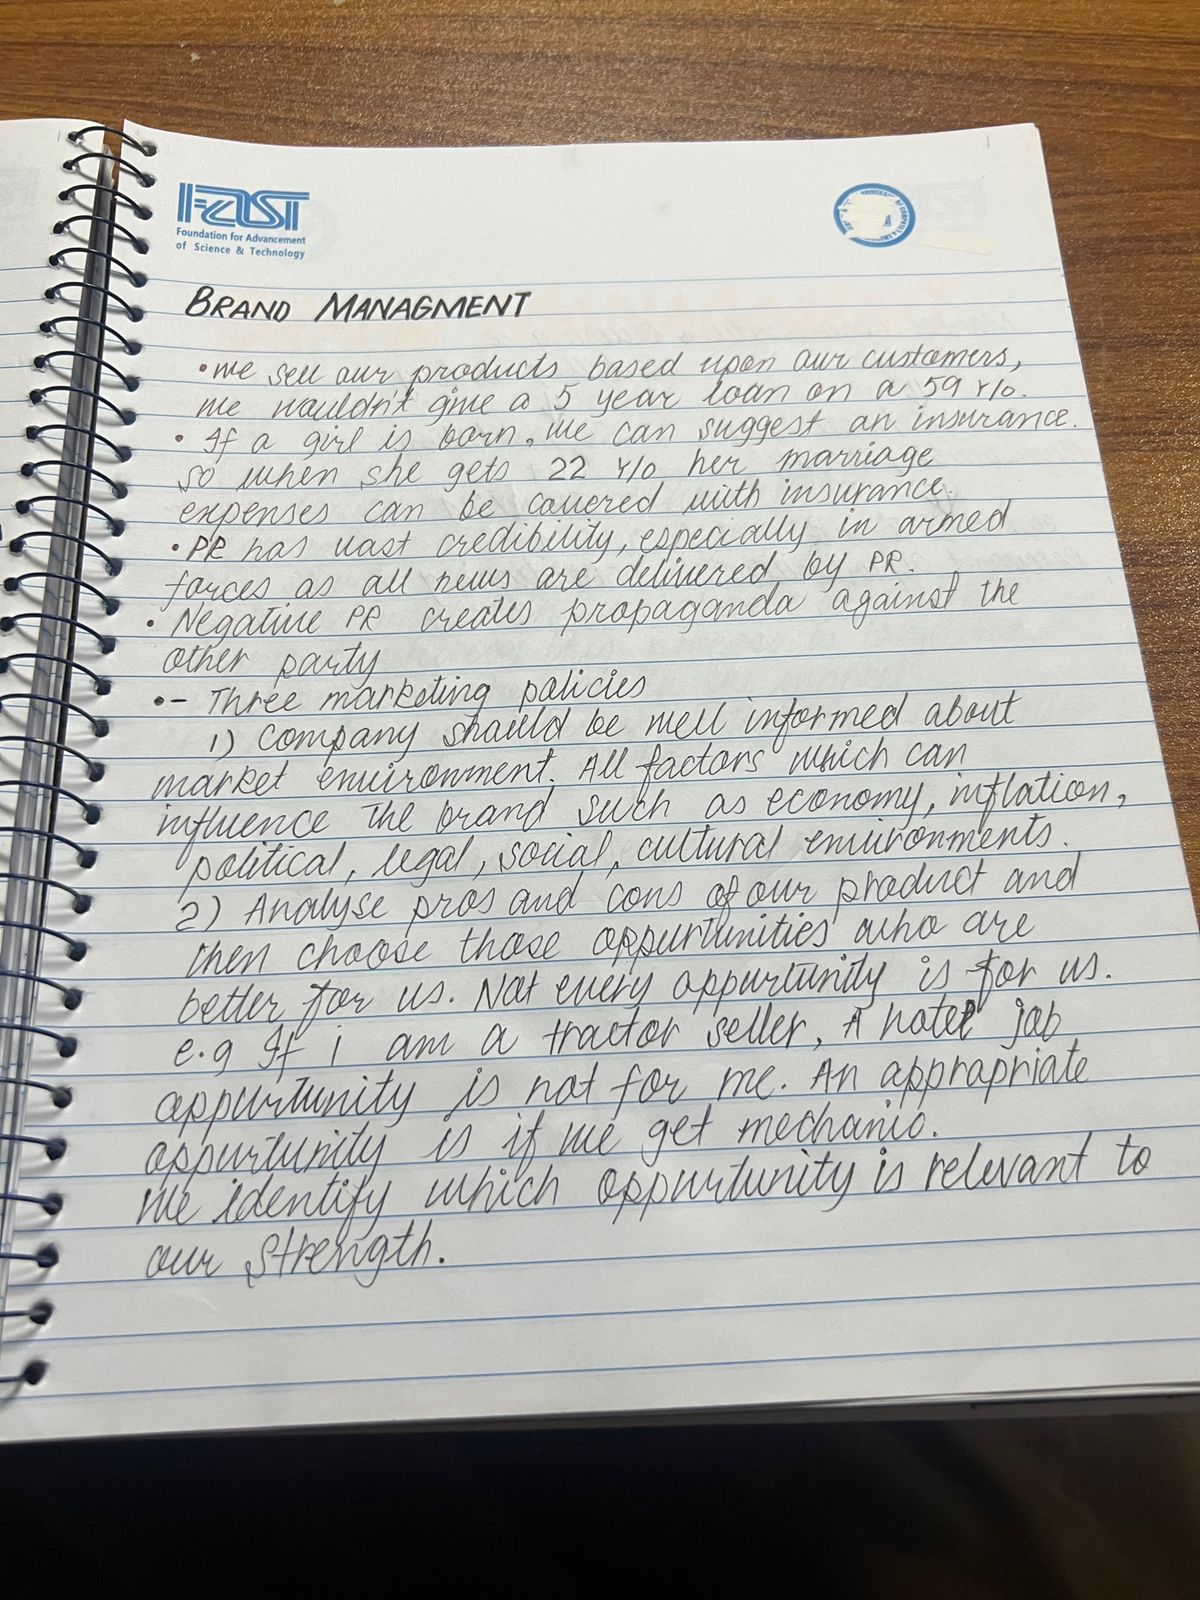 FAST
Foundation for Advancement
of Science & Technology
BRAND MANAGMENT
• we sell our products based upon our customers,
we wouldn't give a 5 year loan on a 59 Y/o.
• If a girl is born, we can suggest an insurance.
so when she gets 22 Y/o her marriage
expenses can be covered with insurance.
• PR has vast credibility, especially in armed
forces as all news are delivered by PR.
• Negative PR creates propaganda against the
other party
•- Three marketing policies
1) Company should be well informed about
market environment. All factors which can
influence the brand such as economy, inflation,
political, legal, social, cultural environments.
2) Analyse pros and cons of our product and
then choose those oppurtunities who are
better for us. Not every oppurtunity is for us.
e.g If i am a tractor seller, A hotel job
oppurtunity is not for me. An appropriate
oppurtunity is if we get mechanic.
We identify which oppurtunity is relevant to
our strength.